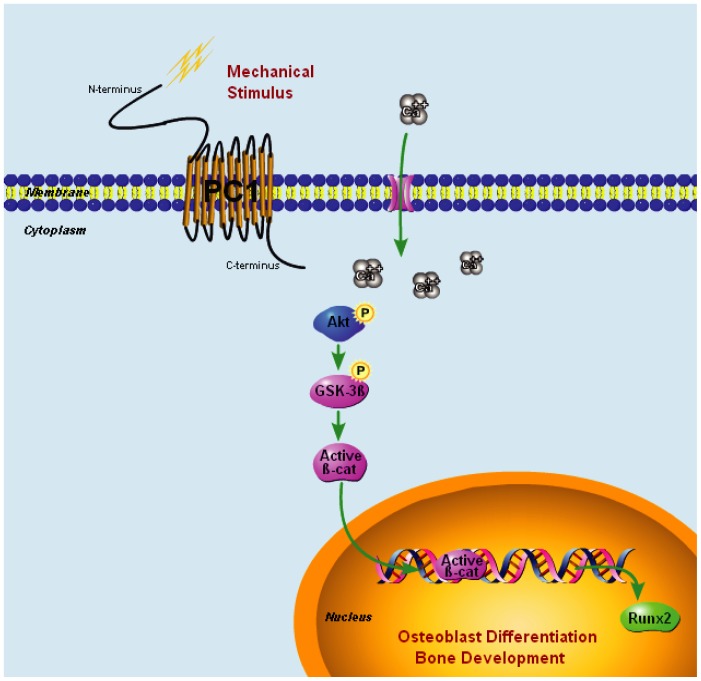 Mechanical
Stimulus
N-terminus
Ca++
PC1
Membrane
Cytoplasm
C-terminus
Ca++
Ca++
Ca++
Akt
P
P
GSK-3ß
Active
ß-cat
Active
ß-cat
Runx2
Nucleus
Osteoblast Differentiation
Bone Development